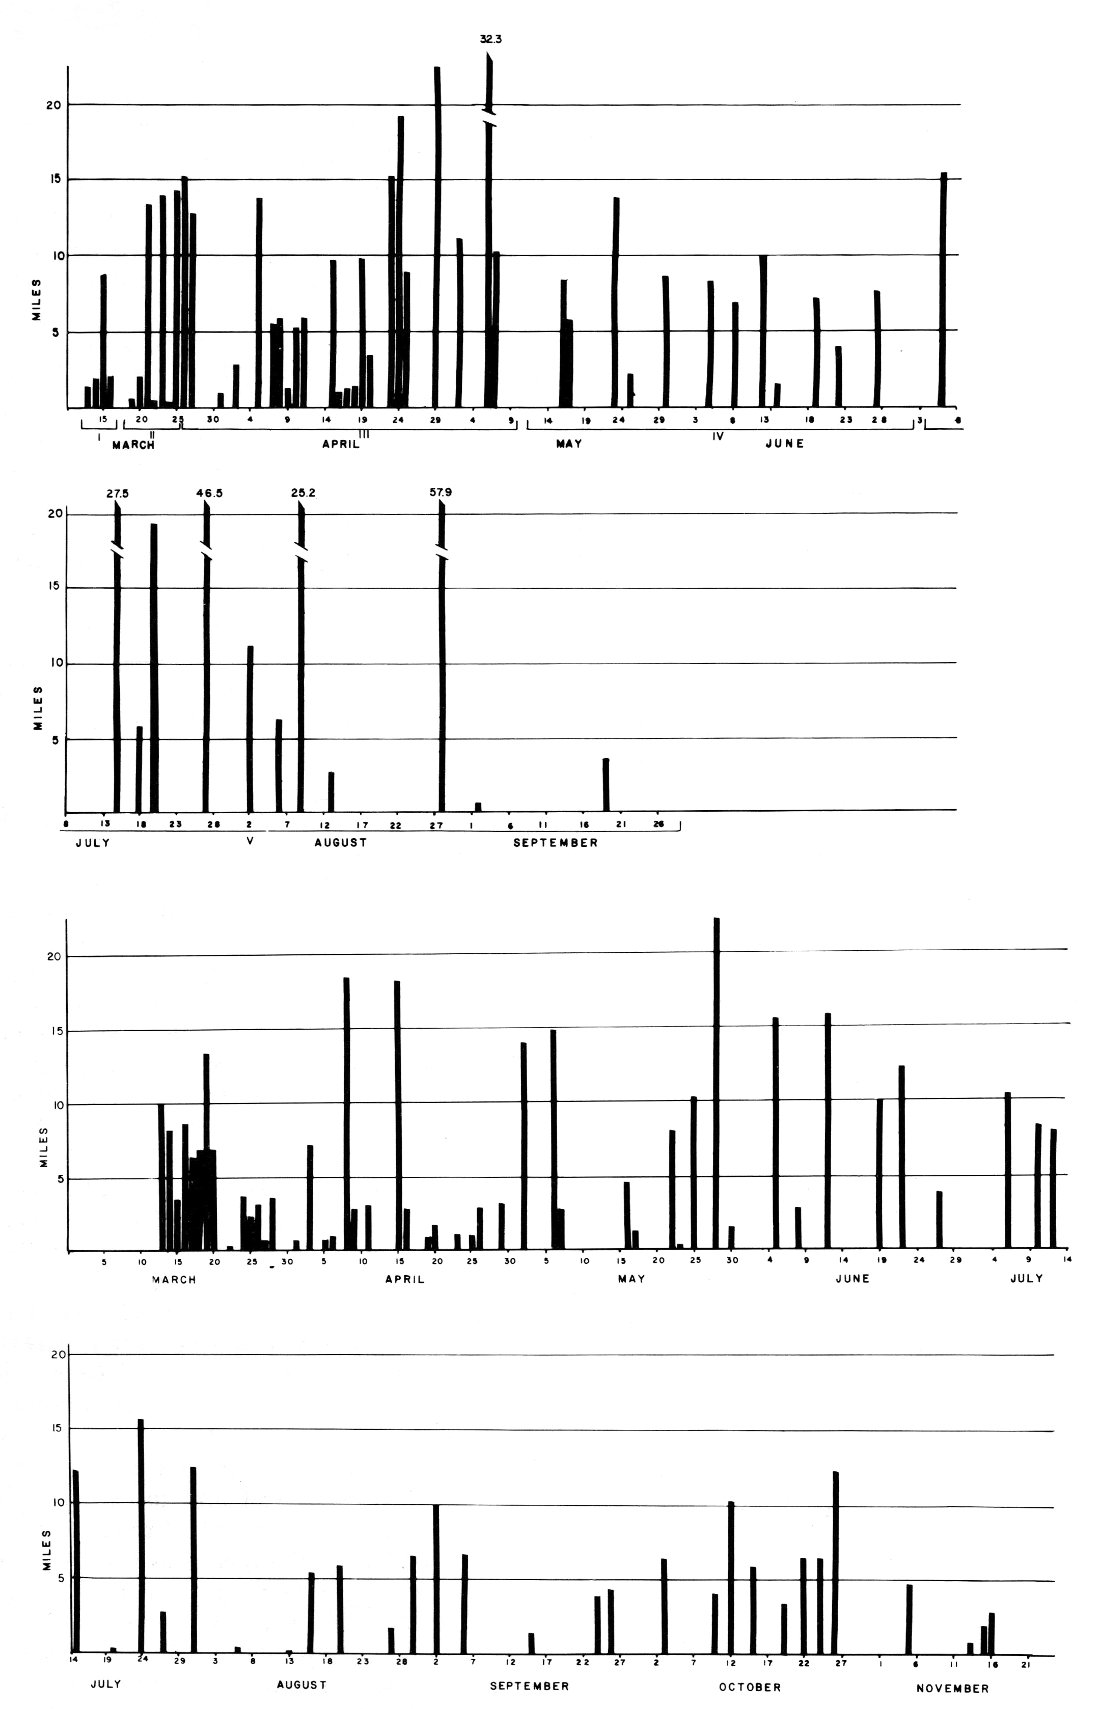 32.3
20
15
10
5
MILES
15 20 25 30 4 9 14 19 24 29 4 9 14 19 24 29 3 8 13 18 23 28 3 8
I II III IV
MARCH APRIL MAY JUNE
27.5 46.5 25.2 57.9
20
15
10
5
MILES
8 13 18 23 28 2 7 12 17 22 27 1 6 11 16 21 26
JULY V AUGUST SEPTEMBER
20
15
10
5
MILES
5 10 15 20 25 30 5 10 15 20 25 30 5 10 15 20 25 30 4 9 14 19 24 29 4 9 14
MARCH APRIL MAY JUNE JULY
20
15
10
5
MILES
14 19 24 29 3 8 13 18 23 28 2 7 12 17 22 27 2 7 12 17 22 27 1 6 11 16 21
JULY AUGUST SEPTEMBER OCTOBER NOVEMBER